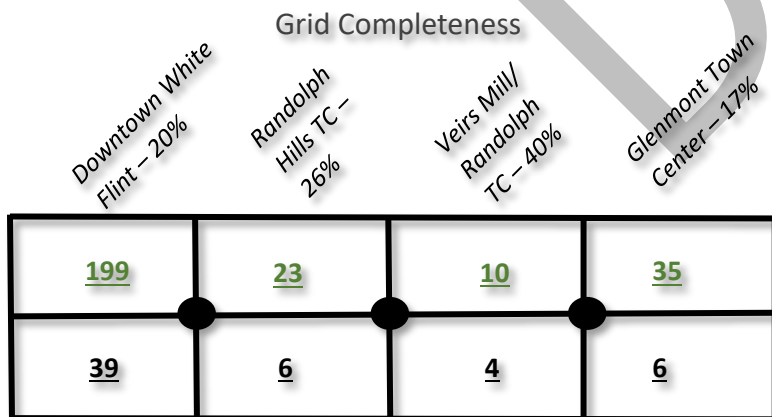 Grid Completeness
Downtown White
Flint – 20%
Randolph
Hills TC –
26%
Veirs Mill/
Randolph
TC – 40%
Glenmont Town
Center – 17%
199
23
10
35
39
6
4
6